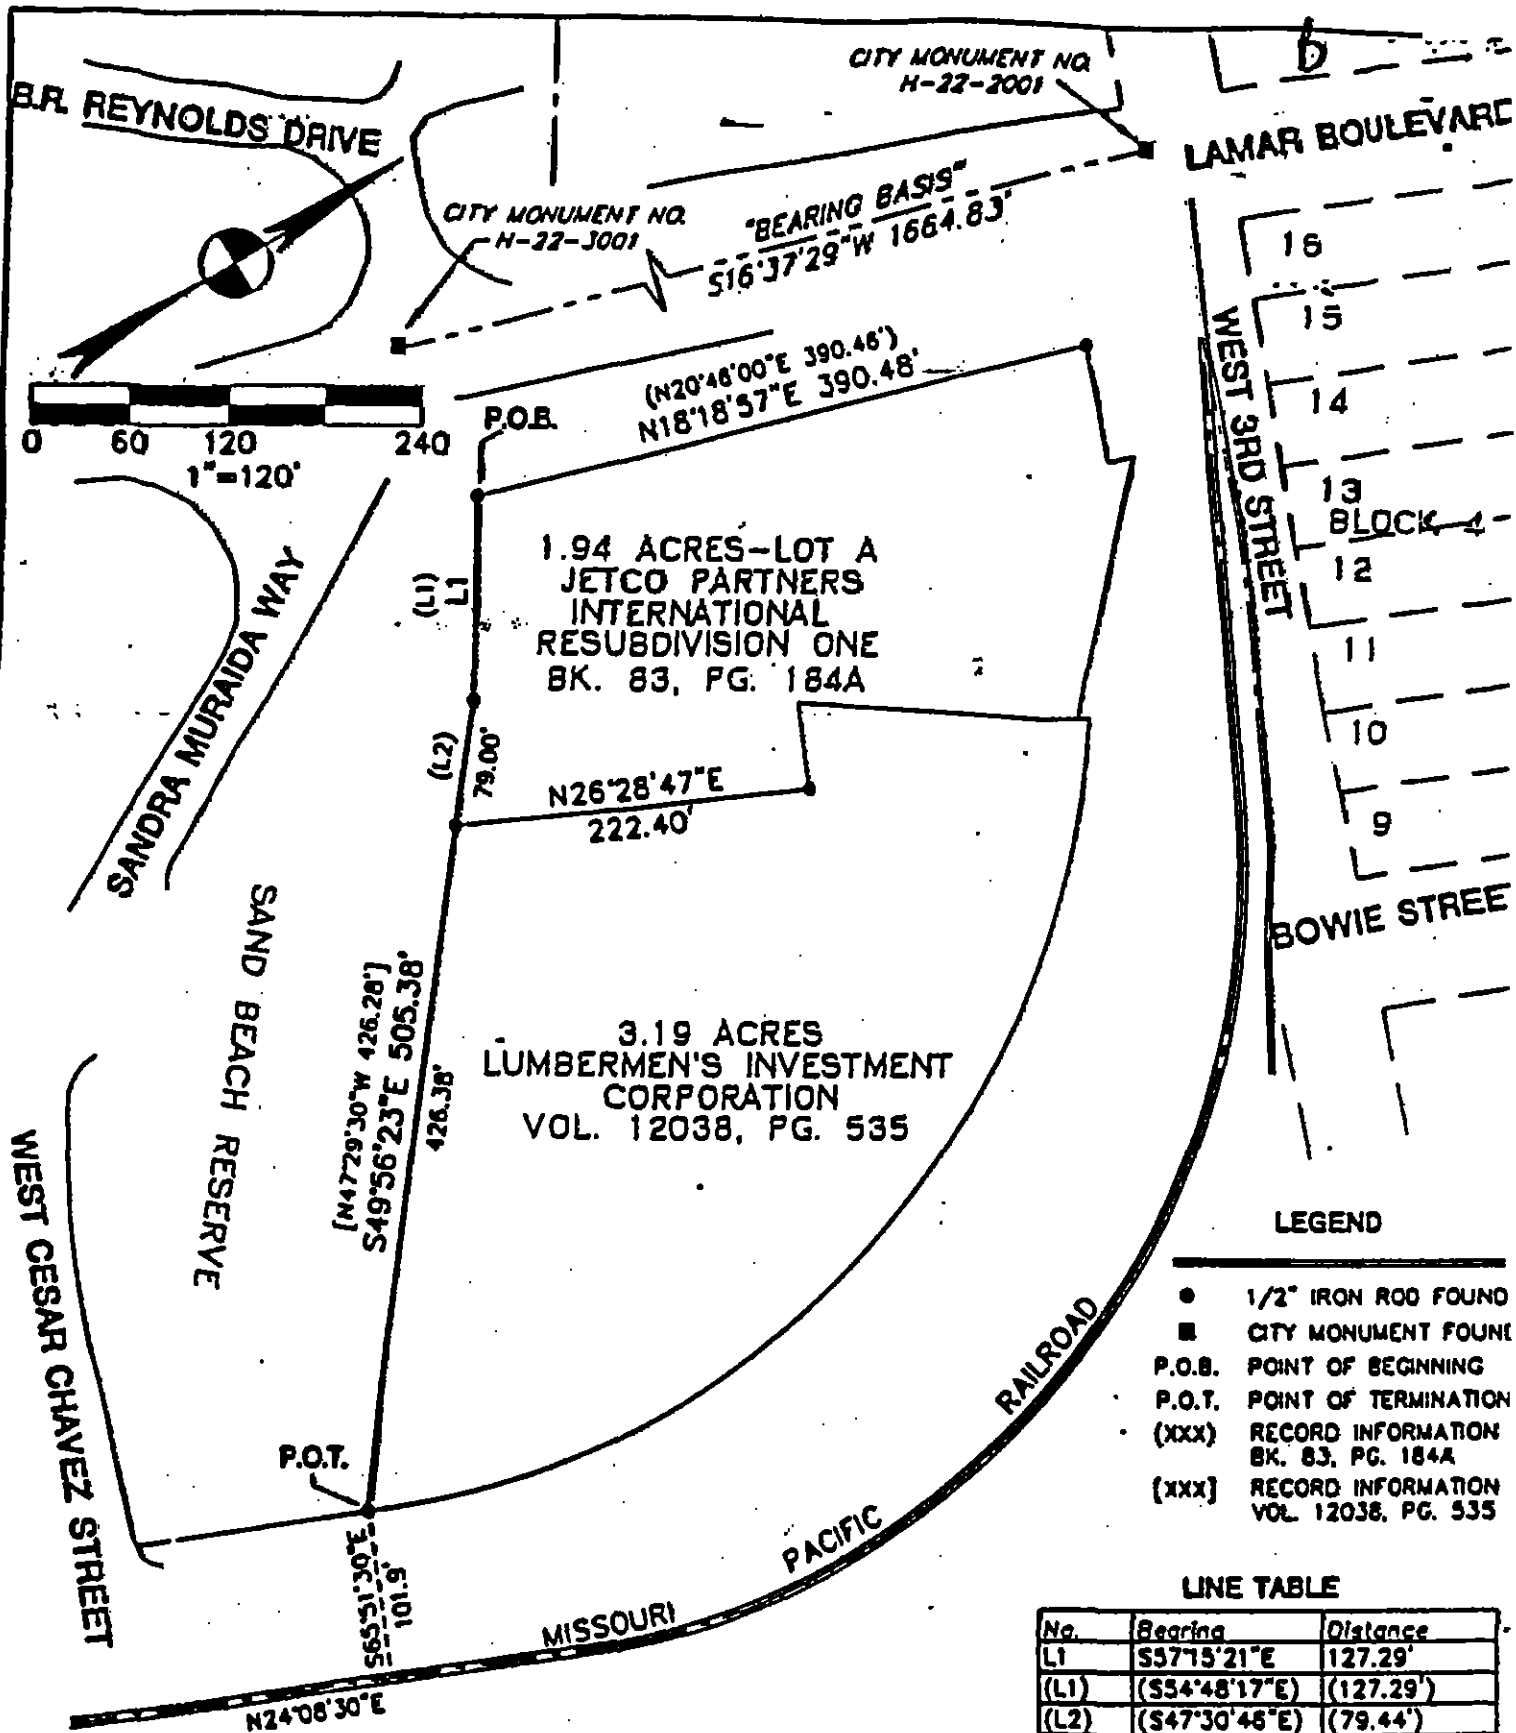 b
CITY MONUMENT NO.
H-22-2001
B.R. REYNOLDS DRIVE
LAMAR BOULEVARD
CITY MONUMENT NO.
H-22-3001
"BEARING BASIS"
S16°37'29"W 1664.83'
(N20°46'00"E 390.46')
N18°18'57"E 390.48'
P.O.B.
0 60 120 240
1"=120'
WEST 3RD STREET
16
15
14
13
BLOCK 4
12
11
10
9
1.94 ACRES-LOT A
JETCO PARTNERS
INTERNATIONAL
RESUBDIVISION ONE
BK. 83, PG. 184A
(L1)
L1
SANDRA MURAIDA WAY
(L2)
79.00'
N26°28'47"E
222.40'
BOWIE STREE
SAND BEACH RESERVE
[N47°29'30"W 426.28']
S49°56'23"E 505.38'
426.38'
3.19 ACRES
LUMBERMEN'S INVESTMENT
CORPORATION
VOL. 12038, PG. 535
WEST CESAR CHAVEZ STREET
P.O.T.
S65°51'30"E
101.9'
MISSOURI
PACIFIC
RAILROAD
N24°08'30"E
LEGEND
1/2" IRON ROD FOUND
CITY MONUMENT FOUND
P.O.B. POINT OF BEGINNING
P.O.T. POINT OF TERMINATION
(XXX) RECORD INFORMATION
BK. 83, PG. 184A
[XXX] RECORD INFORMATION
VOL. 12038, PG. 535
LINE TABLE
No. Bearing Distance
L1 S57°15'21"E 127.29'
(L1) (S54°48'17"E) (127.29')
(L2) (S47°30'46"E) (79.44')